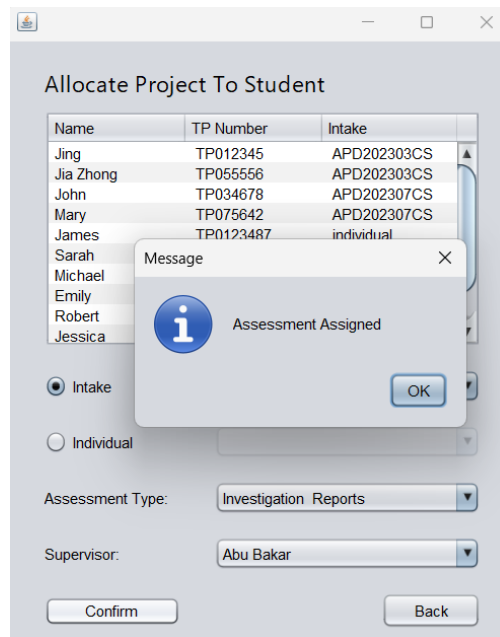 Allocate Project To Student
Name TP Number Intake
Jing TP012345 APD202303CS
Jia Zhong TP055556 APD202303CS
John TP034678 APD202307CS
Mary TP075642 APD202307CS
James TP0123487 individual
Sarah
Michael
Emily
Robert
Jessica
Message
Assessment Assigned
OK
Intake
Individual
Assessment Type: Investigation Reports
Supervisor: Abu Bakar
Confirm Back